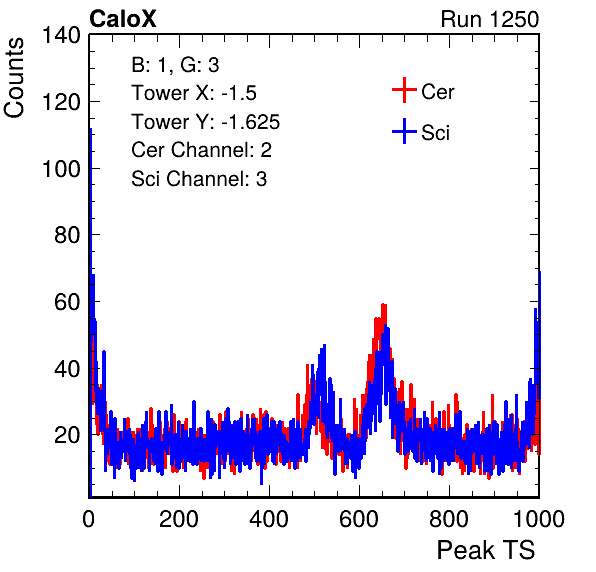 CaloX Run 1250
Counts
140
120
100
80
60
40
20
B: 1, G: 3
Tower X: -1.5
Tower Y: -1.625
Cer Channel: 2
Sci Channel: 3
Cer
Sci
0 200 400 600 800 1000
Peak TS